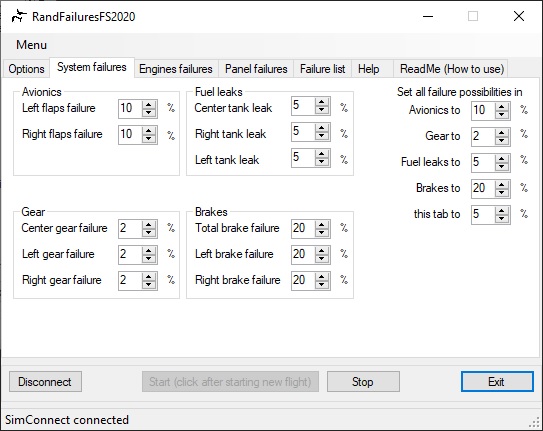 RandFailuresFS2020
Menu
Options System failures Engines failures Panel failures Failure list Help ReadMe (How to use)
Avionics
Left flaps failure 10 %
Right flaps failure 10 %
Fuel leaks
Center tank leak 5 %
Right tank leak 5 %
Left tank leak 5 %
Set all failure possibilities in
Avionics to 10 %
Gear to 2 %
Fuel leaks to 5 %
Brakes to 20 %
this tab to 5 %
Gear
Center gear failure 2 %
Left gear failure 2 %
Right gear failure 2 %
Brakes
Total brake failure 20 %
Left brake failure 20 %
Right brake failure 20 %
Disconnect Start (click after starting new flight) Stop Exit
SimConnect connected